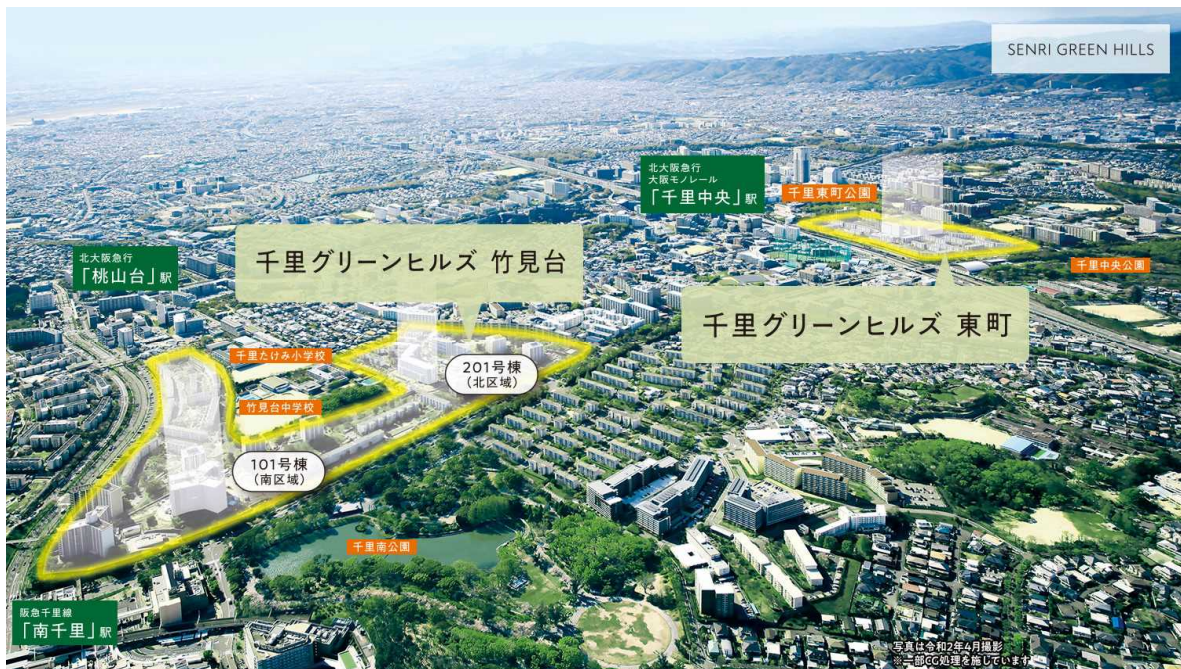 SENRI GREEN HILLS
北大阪急行
大阪モノレール
「千里中央」駅
千里東町公園
千里中央公園
北大阪急行
「桃山台」駅
千里グリーンヒルズ 竹見台
千里グリーンヒルズ 東町
千里たけみ小学校
201号棟
(北区域)
竹見台中学校
101号棟
(南区域)
千里南公園
阪急千里線
「南千里」駅
写真は令和2年4月撮影
※一部CG処理を施しています